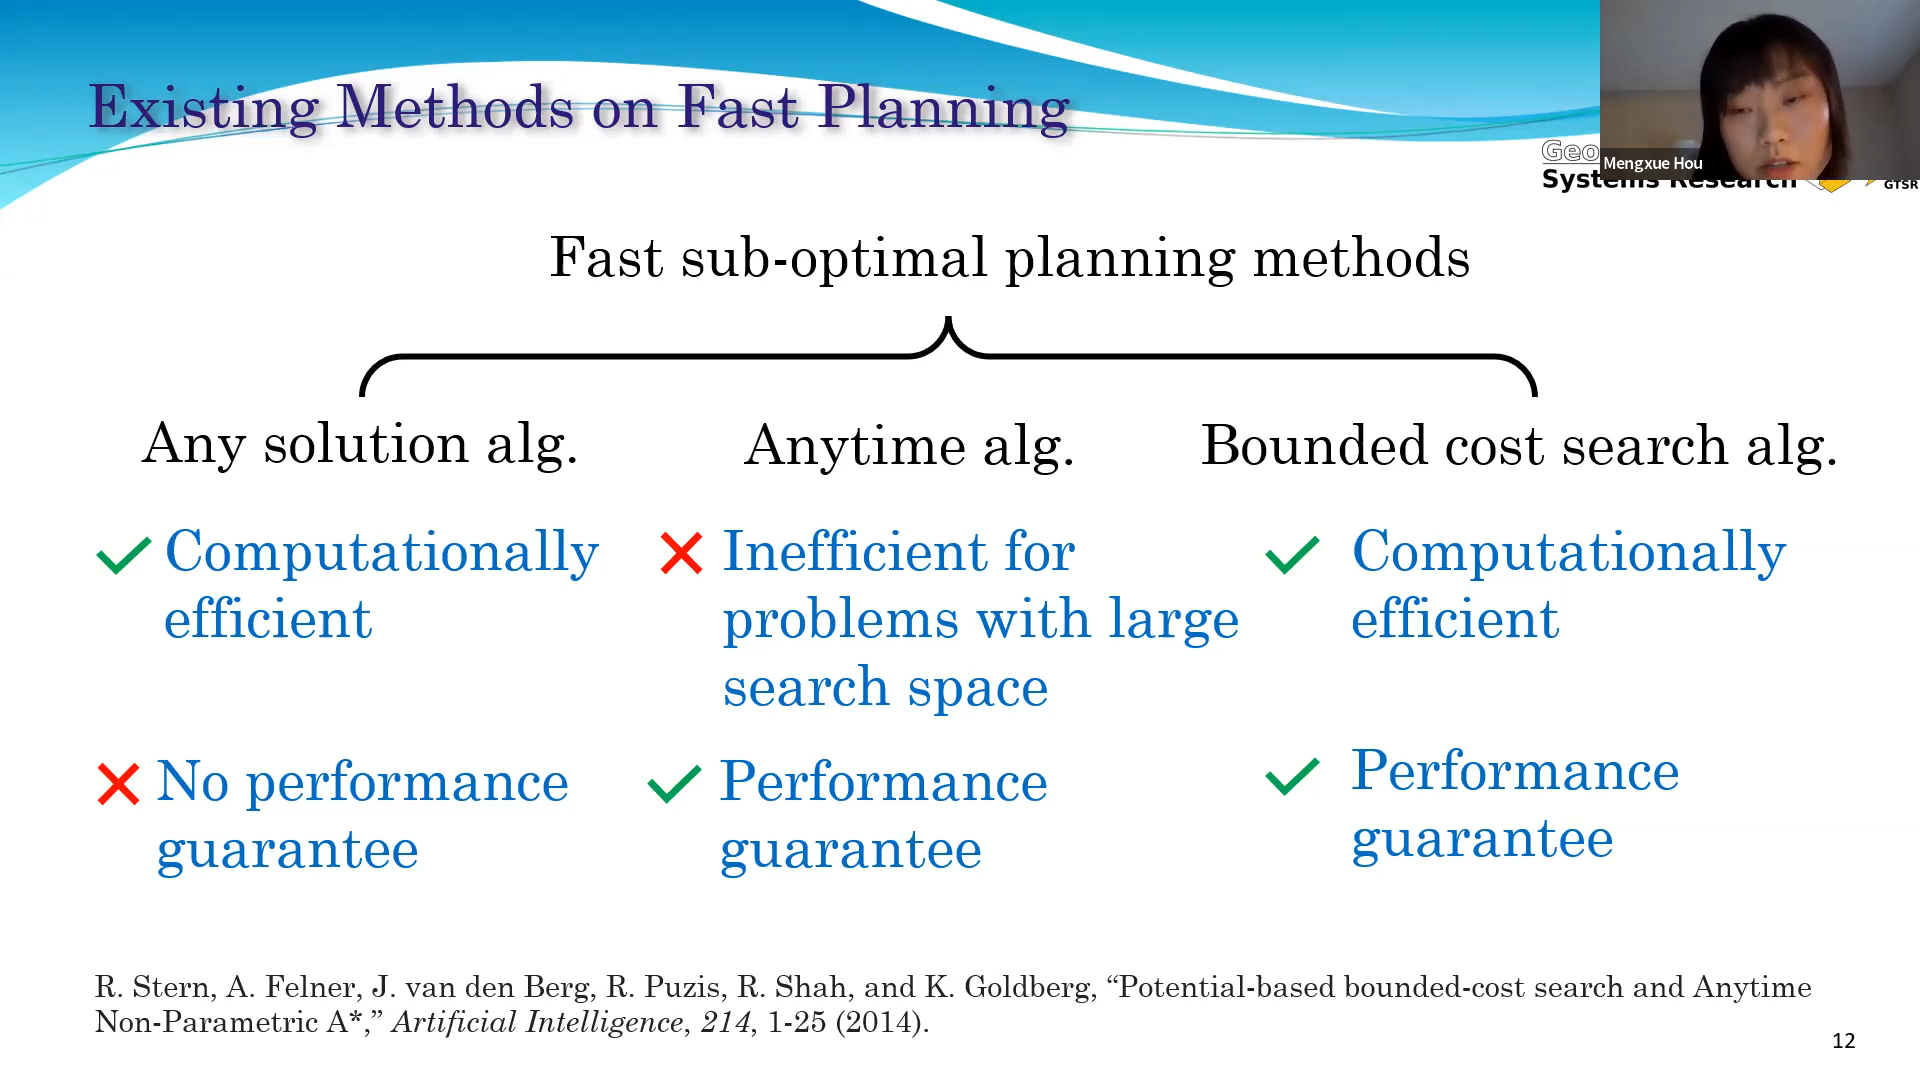 Existing Methods on Fast Planning
Geo
Mengxue Hou
Systems Research
GTSR
Fast sub-optimal planning methods
Any solution alg.
Anytime alg.
Bounded cost search alg.
Computationally
efficient
No performance
guarantee
Inefficient for
problems with large
search space
Performance
guarantee
Computationally
efficient
Performance
guarantee
R. Stern, A. Felner, J. van den Berg, R. Puzis, R. Shah, and K. Goldberg, “Potential-based bounded-cost search and Anytime
Non-Parametric A*,” Artificial Intelligence, 214, 1-25 (2014).
12